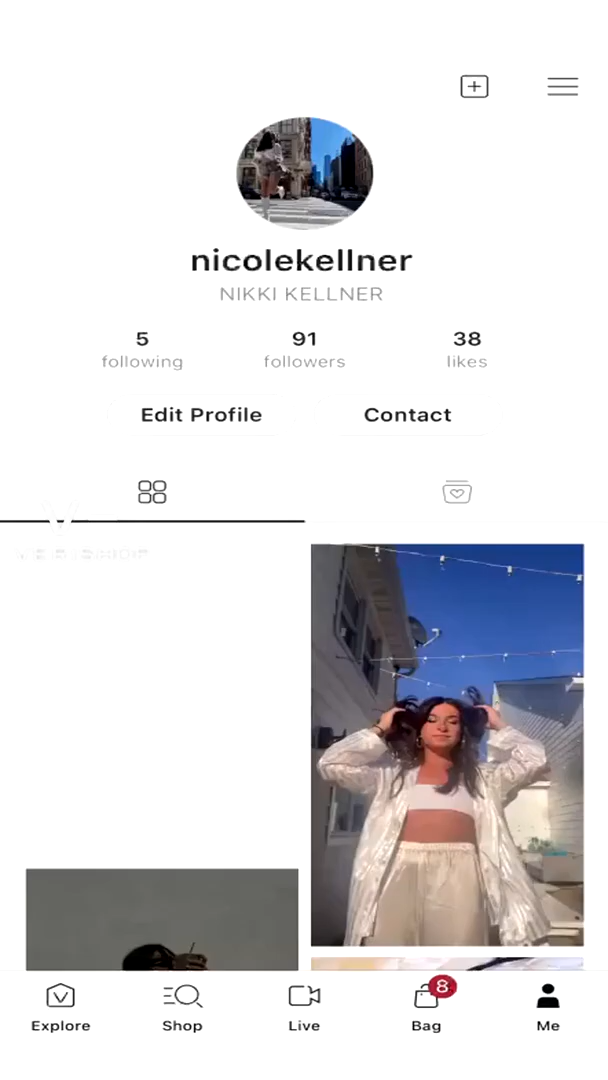 nicolekellner
NIKKI KELLNER
5 91 38
following followers likes
Edit Profile Contact
8
Explore Shop Live Bag Me